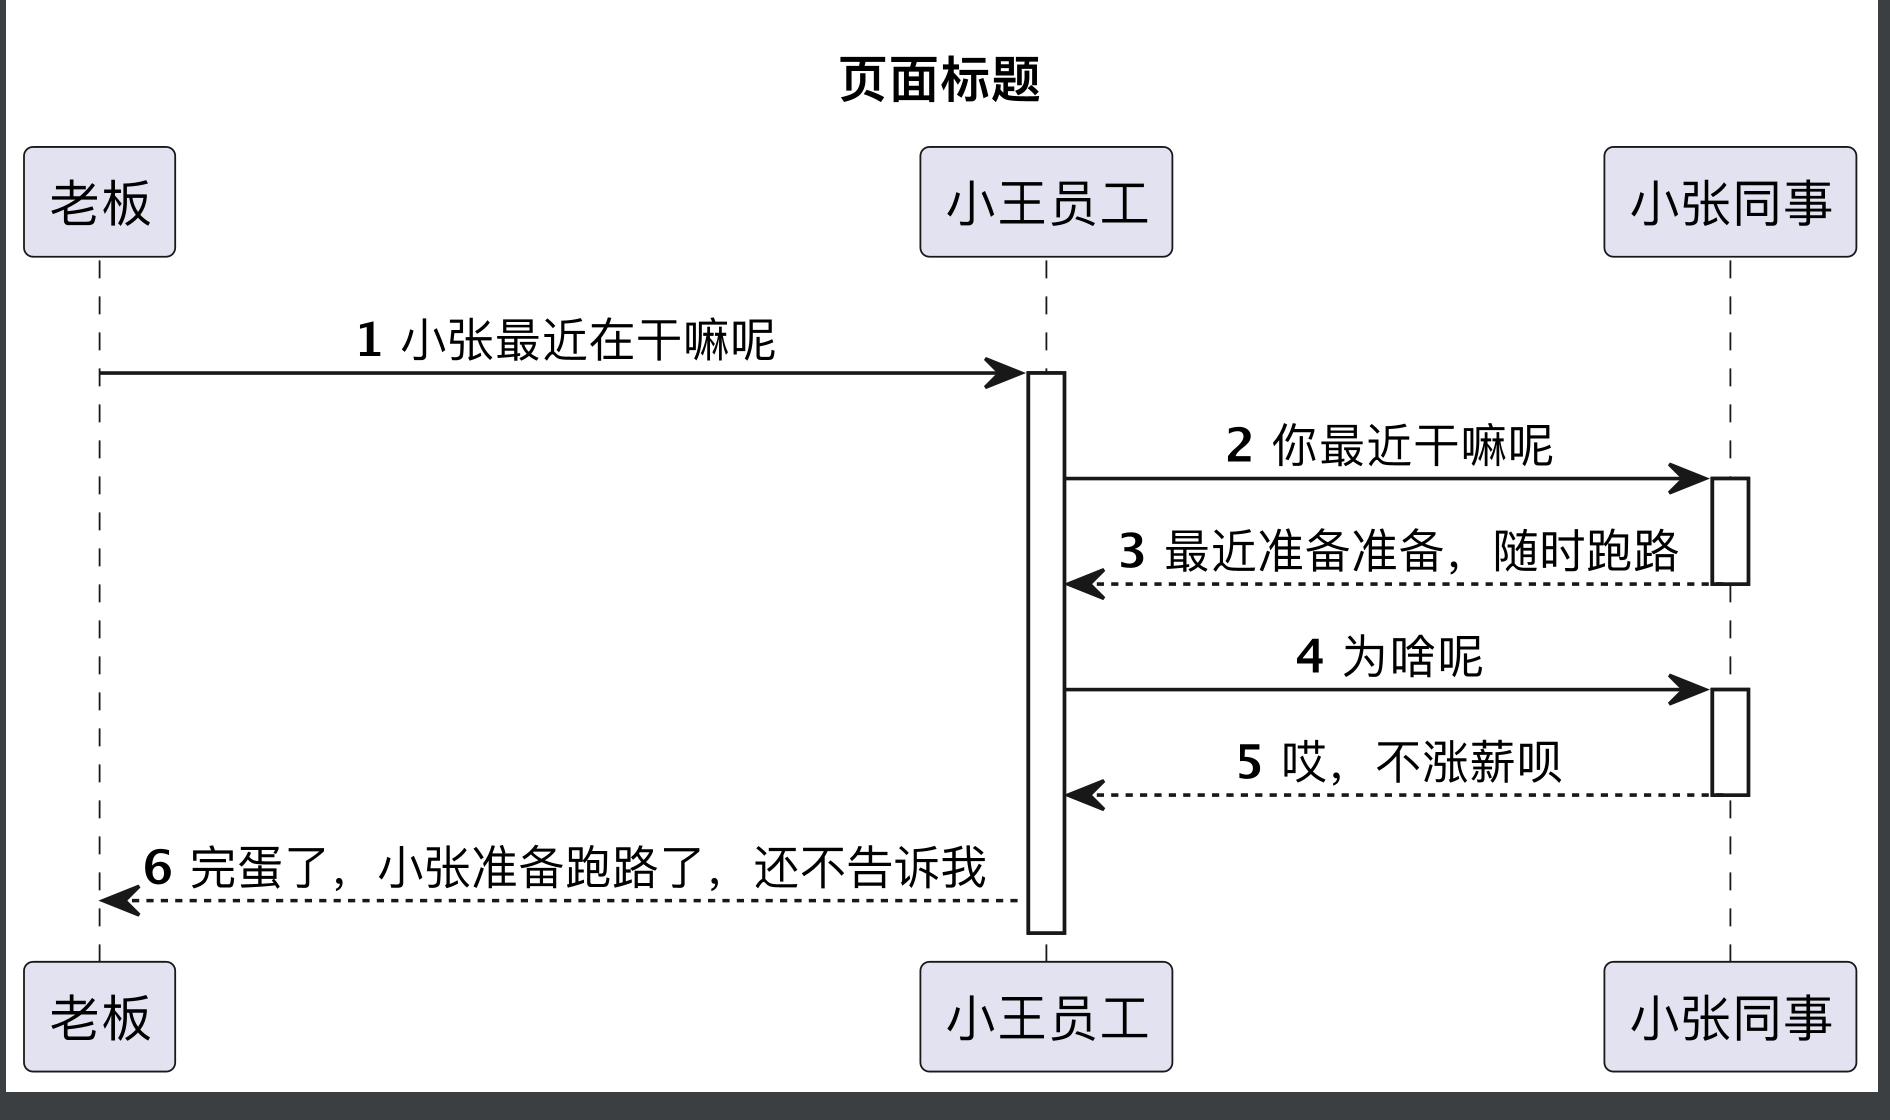 页面标题
老板
小王员工
小张同事
1 小张最近在干嘛呢
2 你最近干嘛呢
3 最近准备准备，随时跑路
4 为啥呢
5 哎，不涨薪呗
6 完蛋了，小张准备跑路了，还不告诉我
老板
小王员工
小张同事